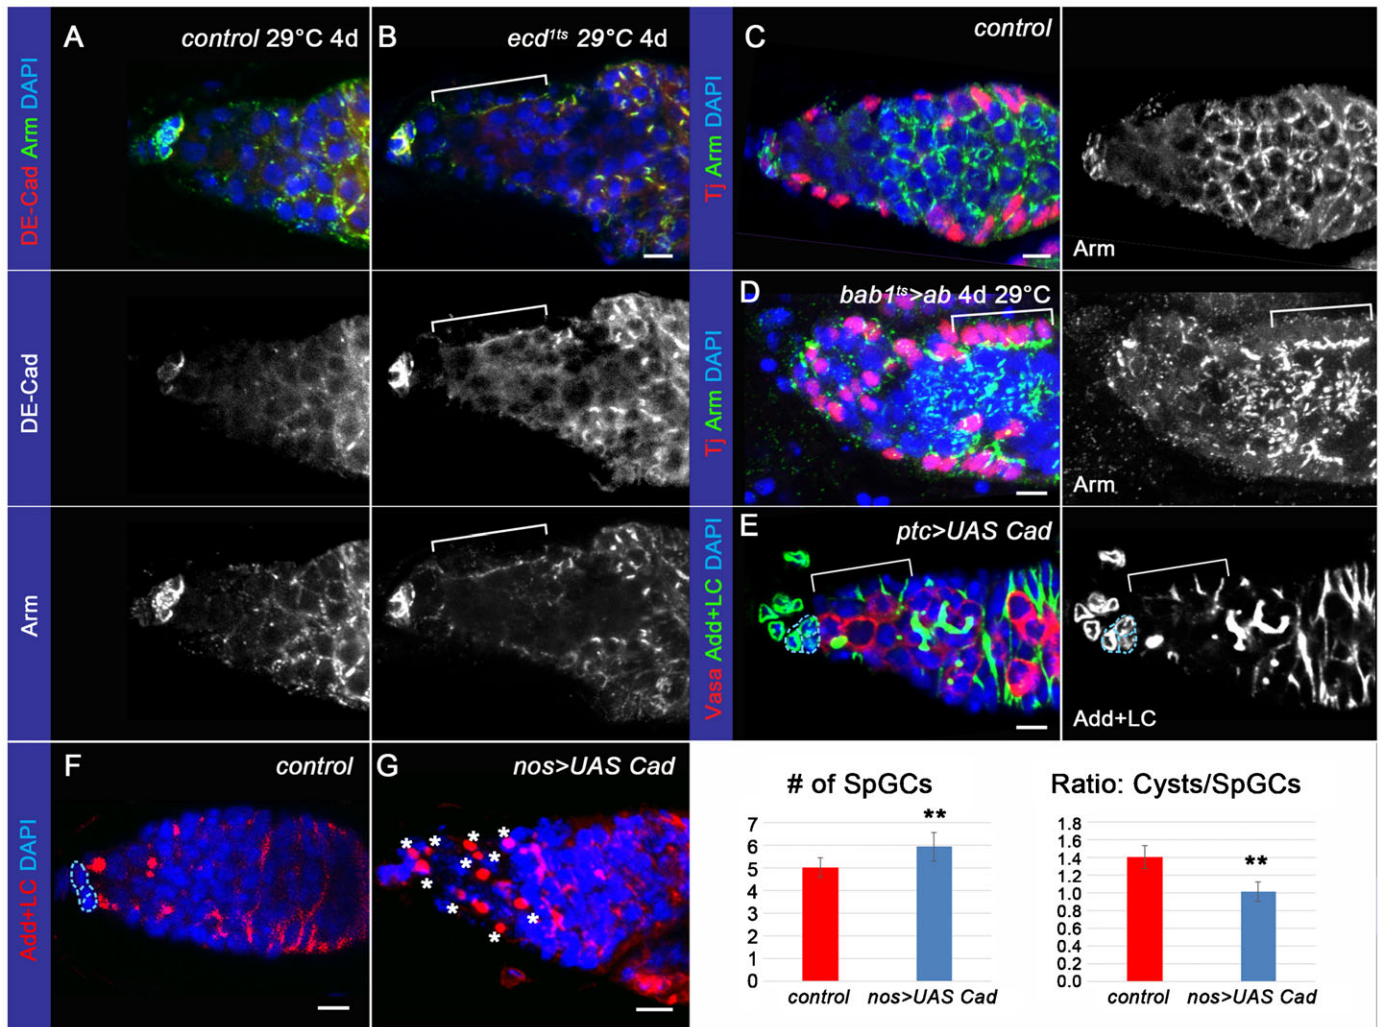 A
control 29°C 4d
DE-Cad Arm DAPI
B
ecd1ts 29°C 4d
DE-Cad
Arm
C
control
Tj Arm DAPI
Arm
D
bab1ts>ab 4d 29°C
Tj Arm DAPI
Arm
E
ptc>UAS Cad
Vasa Add+LC DAPI
Add+LC
F
control
Add+LC DAPI
G
nos>UAS Cad
* * * * * * * * * *
# of SpGCs
**
7
6
5
4
3
2
1
0
control nos>UAS Cad
Ratio: Cysts/SpGCs
**
1.8
1.6
1.4
1.2
1.0
0.8
0.6
0.4
0.2
0.0
control nos>UAS Cad